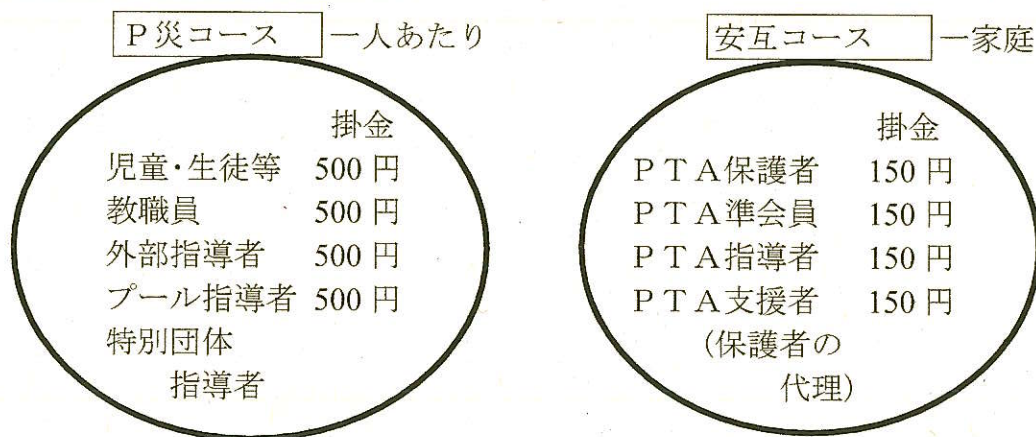 P災コース 一人あたり
掛金
児童・生徒等 500円
教職員 500円
外部指導者 500円
プール指導者 500円
特別団体
指導者
安互コース 一家庭
掛金
PTA保護者 150円
PTA準会員 150円
PTA指導者 150円
PTA支援者 150円
(保護者の
代理)